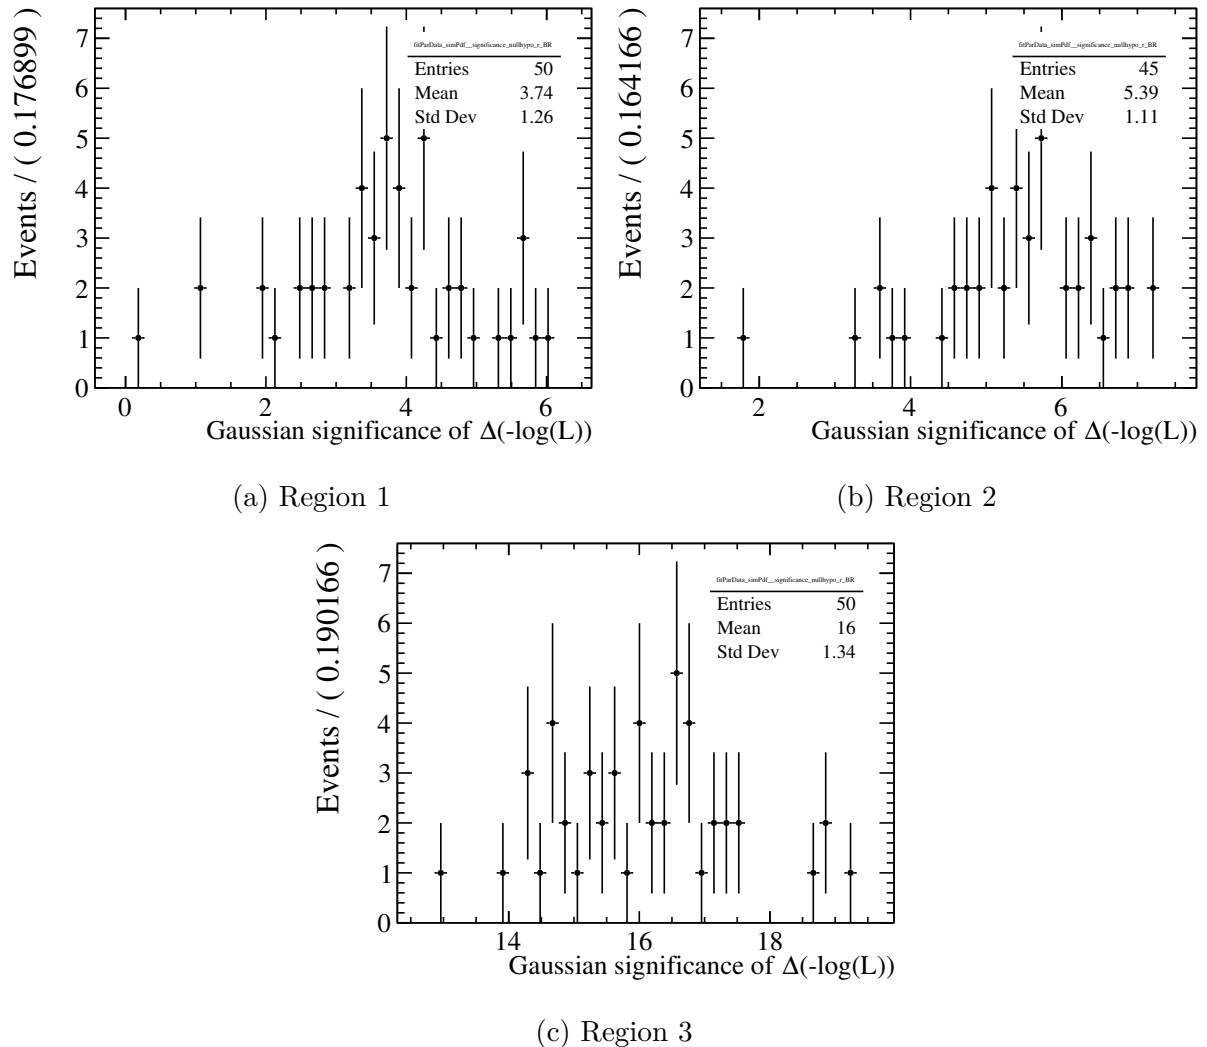 Events / ( 0.176899 )
7
6
5
4
3
2
1
0
fitParData_simPdf__significance_nullhypo_r_BR
Entries 50
Mean 3.74
Std Dev 1.26
0 2 4 6
Gaussian significance of Δ(-log(L))
(a) Region 1
Events / ( 0.164166 )
7
6
5
4
3
2
1
0
fitParData_simPdf__significance_nullhypo_r_BR
Entries 45
Mean 5.39
Std Dev 1.11
2 4 6
Gaussian significance of Δ(-log(L))
(b) Region 2
Events / ( 0.190166 )
7
6
5
4
3
2
1
0
fitParData_simPdf__significance_nullhypo_r_BR
Entries 50
Mean 16
Std Dev 1.34
14 16 18
Gaussian significance of Δ(-log(L))
(c) Region 3